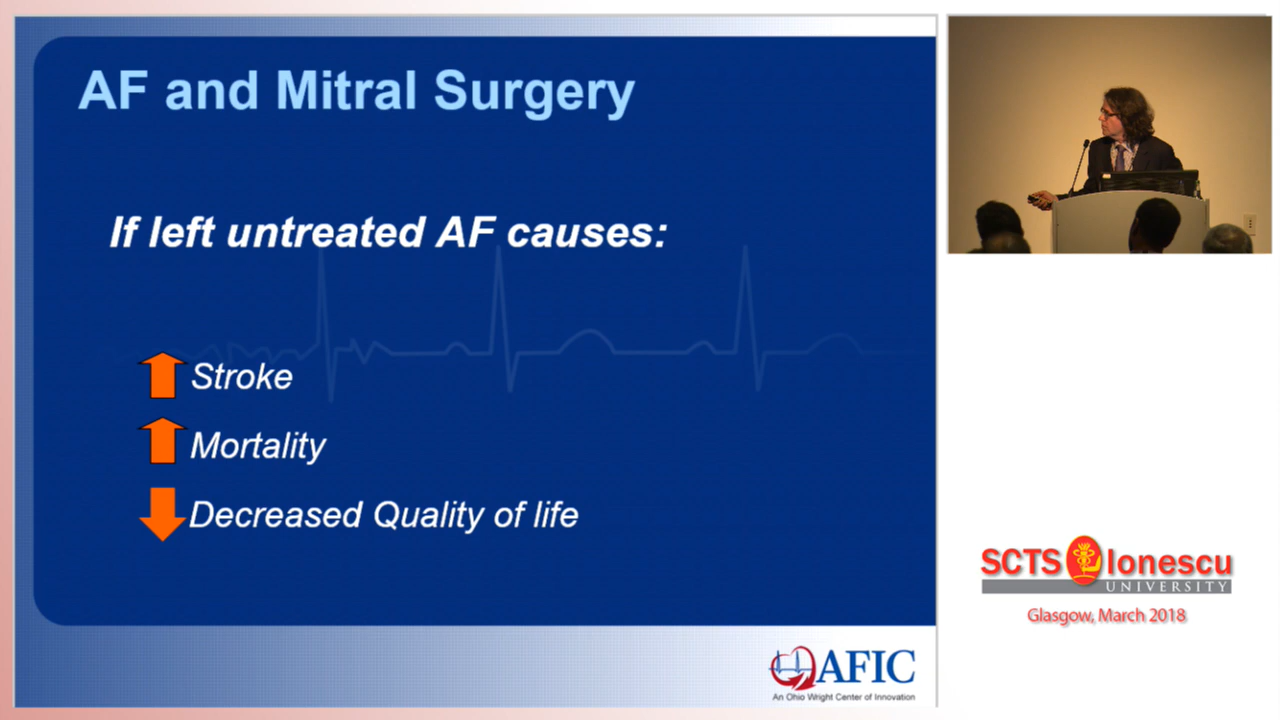 AF and Mitral Surgery
If left untreated AF causes:
Stroke
Mortality
Decreased Quality of life
AFIC
An Ohio Wright Center of Innovation
SCTS Ionescu
UNIVERSITY
Glasgow, March 2018